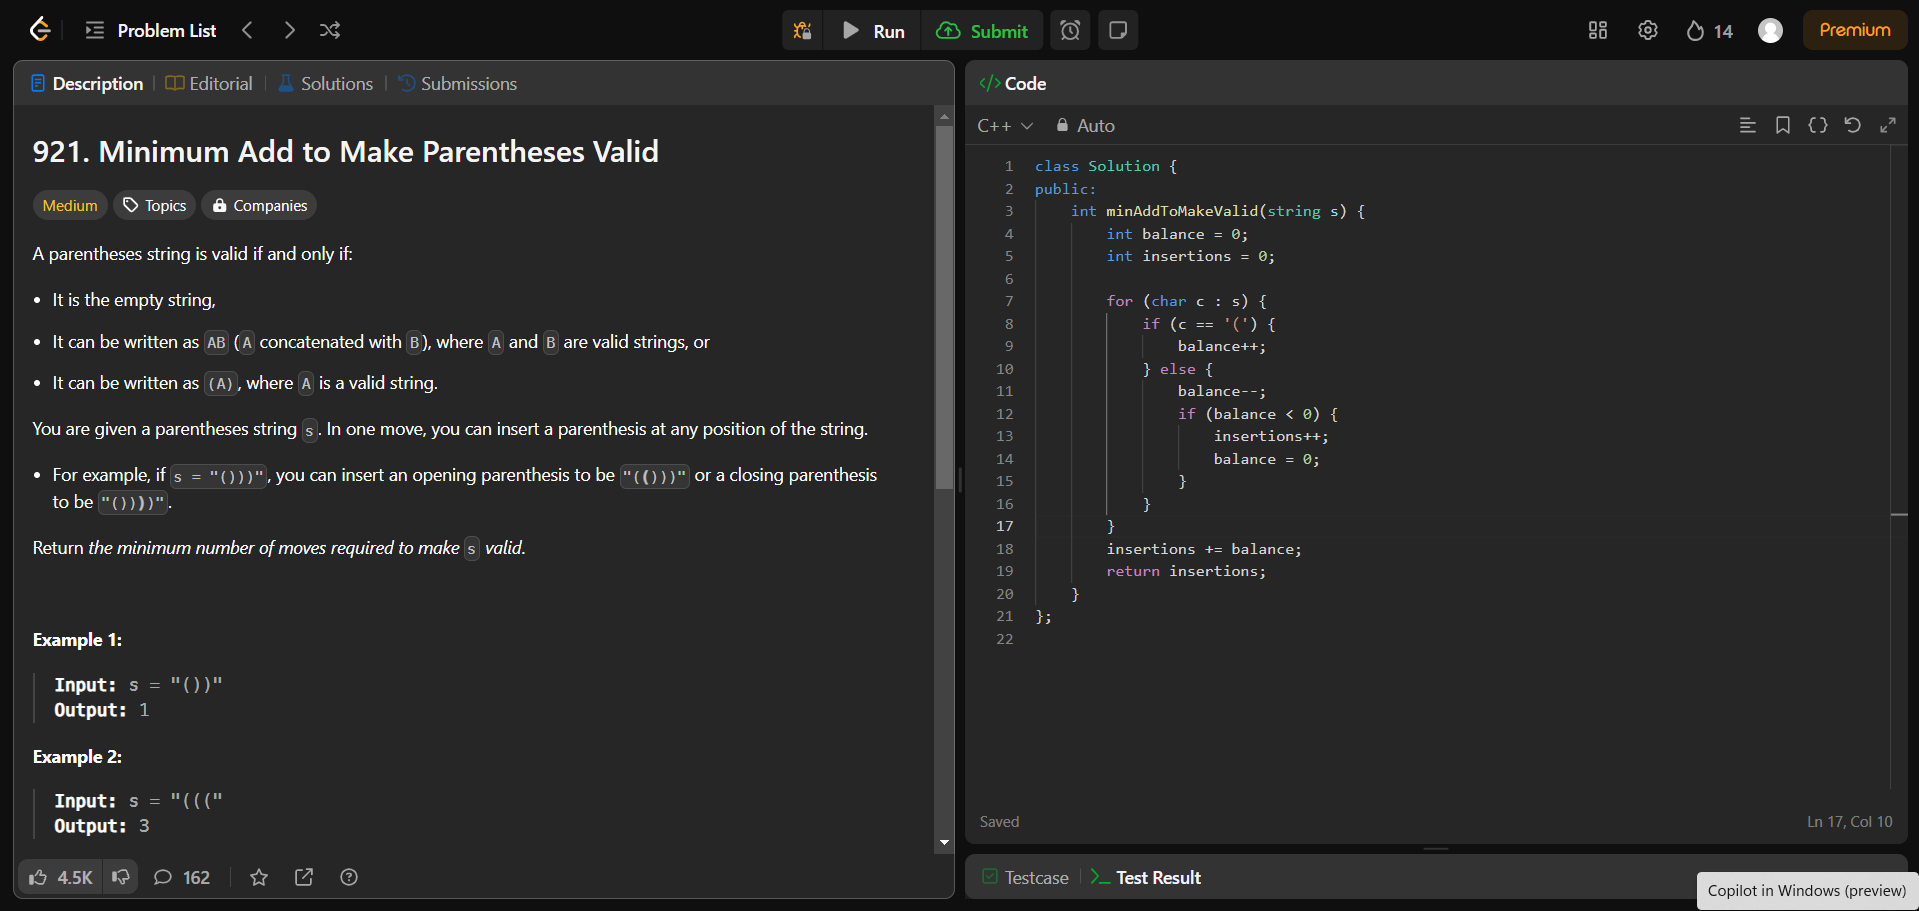 Problem List
Run
Submit
14
Premium
Description
Editorial
Solutions
Submissions
921. Minimum Add to Make Parentheses Valid
Medium
Topics
Companies
A parentheses string is valid if and only if:
• It is the empty string,
• It can be written as AB (A concatenated with B), where A and B are valid strings, or
• It can be written as (A), where A is a valid string.
You are given a parentheses string s. In one move, you can insert a parenthesis at any position of the string.
• For example, if s = "()))", you can insert an opening parenthesis to be "(()))" or a closing parenthesis
to be "())))".
Return the minimum number of moves required to make s valid.
Example 1:
Input: s = "())"
Output: 1
Example 2:
Input: s = "((("
Output: 3
4.5K
162
</> Code
C++
Auto
1 class Solution {
2 public:
3     int minAddToMakeValid(string s) {
4         int balance = 0;
5         int insertions = 0;
6
7         for (char c : s) {
8             if (c == '(') {
9                 balance++;
10             } else {
11                 balance--;
12                 if (balance < 0) {
13                     insertions++;
14                     balance = 0;
15                 }
16             }
17         }
18         insertions += balance;
19         return insertions;
20     }
21 };
22
Saved
Ln 17, Col 10
Testcase
Test Result
Copilot in Windows (preview)